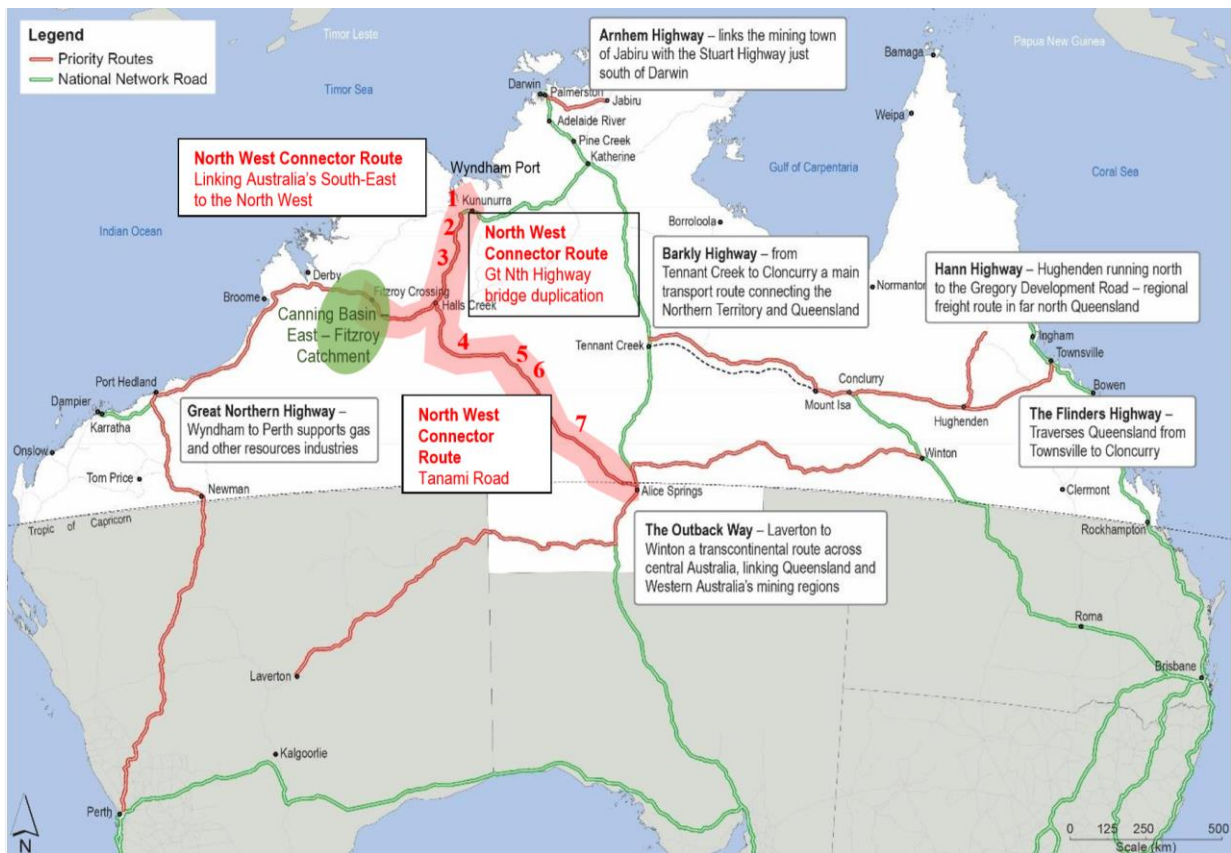 Legend
Priority Routes
National Network Road
Timor Leste
Papua New Guinea
Timor Sea
Arnhem Highway – links the mining town
of Jabiru with the Stuart Highway just
south of Darwin
Bamaga
Darwin
Palmerston
Jabiru
Weipa
Adelaide River
Pine Creek
Katherine
North West Connector Route
Linking Australia's South-East
to the North West
Wyndham Port
Gulf of Carpentaria
Coral Sea
1
Kununurra
2
3
Indian Ocean
Borroloola
North West
Connector Route
Gt Nth Highway
bridge duplication
Barkly Highway – from
Tennant Creek to Cloncurry a main
transport route connecting the
Northern Territory and Queensland
Hann Highway – Hughenden running north
to the Gregory Development Road – regional
freight route in far north Queensland
Derby
Broome
Fitzroy Crossing
Halls Creek
Normanton
Canning Basin –
East – Fitzroy
Catchment
4
5
6
7
Tennant Creek
Ingham
Townsville
Bowen
Port Hedland
Dampier
Karratha
Onslow
Tom Price
Newman
Great Northern Highway –
Wyndham to Perth supports gas
and other resources industries
North West
Connector
Route
Tanami Road
Conclurry
Mount Isa
Hughenden
The Flinders Highway –
Traverses Queensland from
Townsville to Cloncurry
Winton
Clermont
Alice Springs
Tropic of Capricorn
Rockhampton
The Outback Way – Laverton to
Winton a transcontinental route across
central Australia, linking Queensland and
Western Australia's mining regions
Roma
Brisbane
Laverton
Kalgoorlie
Perth
N
0 125 250 500
Scale (km)